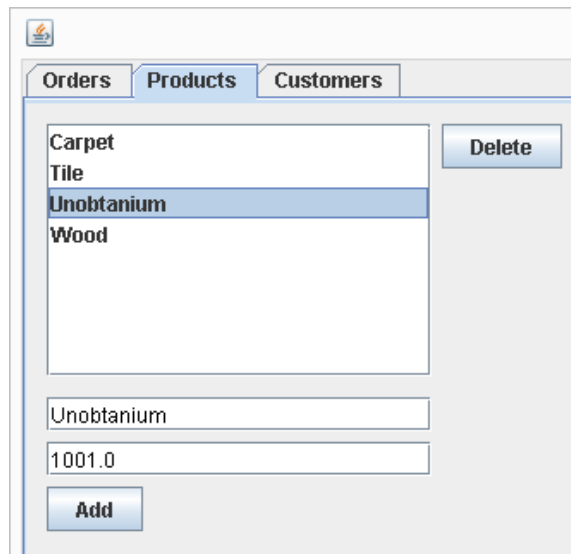 Orders Products Customers
Carpet
Delete
Tile
Unobtanium
Wood
Unobtanium
1001.0
Add